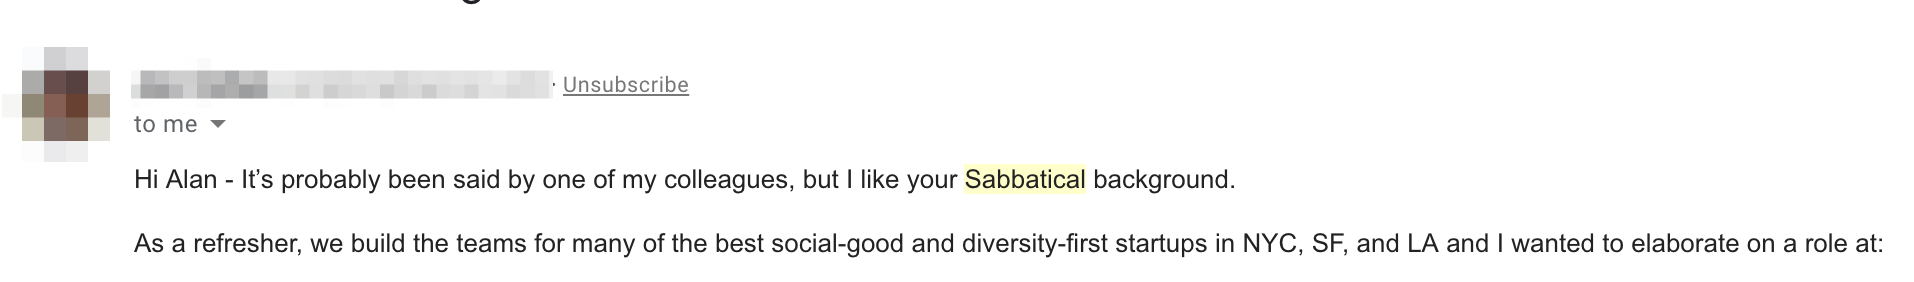 Unsubscribe
to me
Hi Alan - It’s probably been said by one of my colleagues, but I like your Sabbatical background.
As a refresher, we build the teams for many of the best social-good and diversity-first startups in NYC, SF, and LA and I wanted to elaborate on a role at: